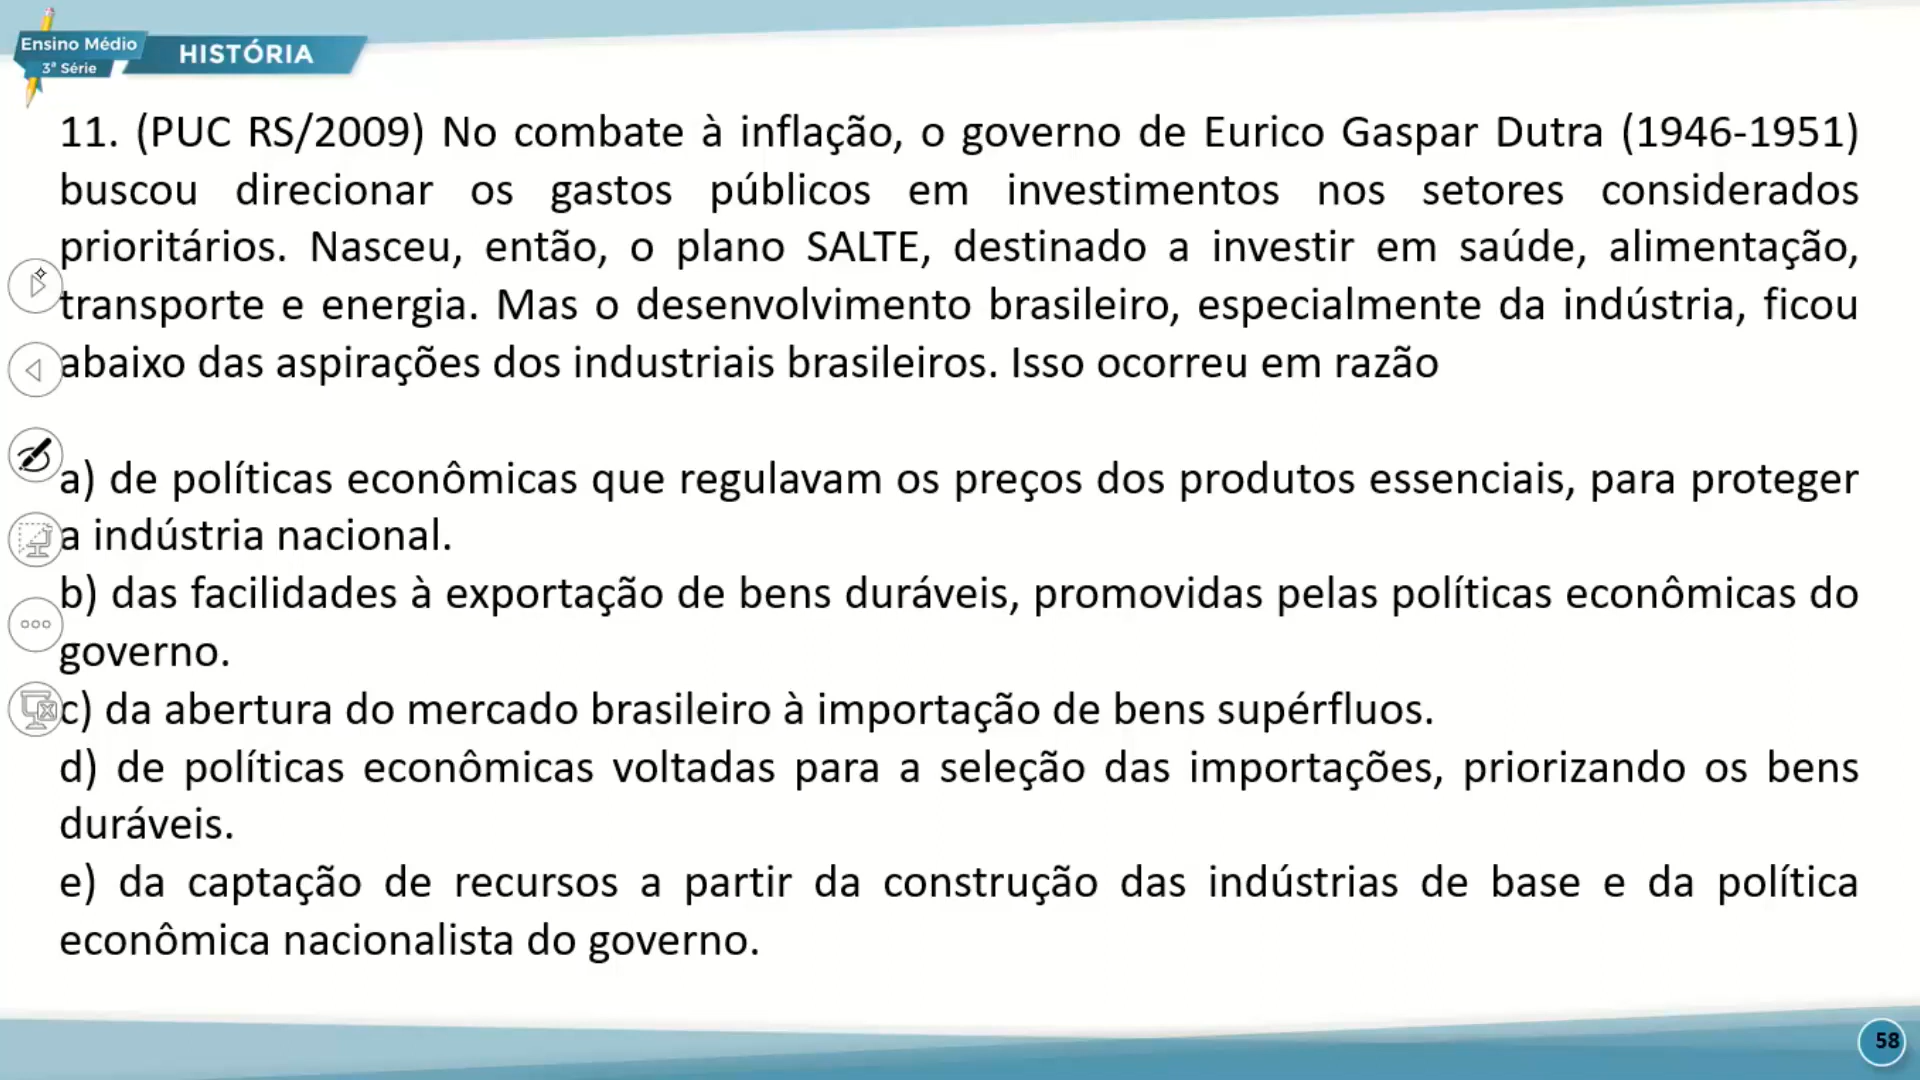 Ensino Médio
3ª Série
HISTÓRIA
11. (PUC RS/2009) No combate à inflação, o governo de Eurico Gaspar Dutra (1946-1951)
buscou direcionar os gastos públicos em investimentos nos setores considerados
prioritários. Nasceu, então, o plano SALTE, destinado a investir em saúde, alimentação,
transporte e energia. Mas o desenvolvimento brasileiro, especialmente da indústria, ficou
abaixo das aspirações dos industriais brasileiros. Isso ocorreu em razão
a) de políticas econômicas que regulavam os preços dos produtos essenciais, para proteger
a indústria nacional.
b) das facilidades à exportação de bens duráveis, promovidas pelas políticas econômicas do
governo.
c) da abertura do mercado brasileiro à importação de bens supérfluos.
d) de políticas econômicas voltadas para a seleção das importações, priorizando os bens
duráveis.
e) da captação de recursos a partir da construção das indústrias de base e da política
econômica nacionalista do governo.
58